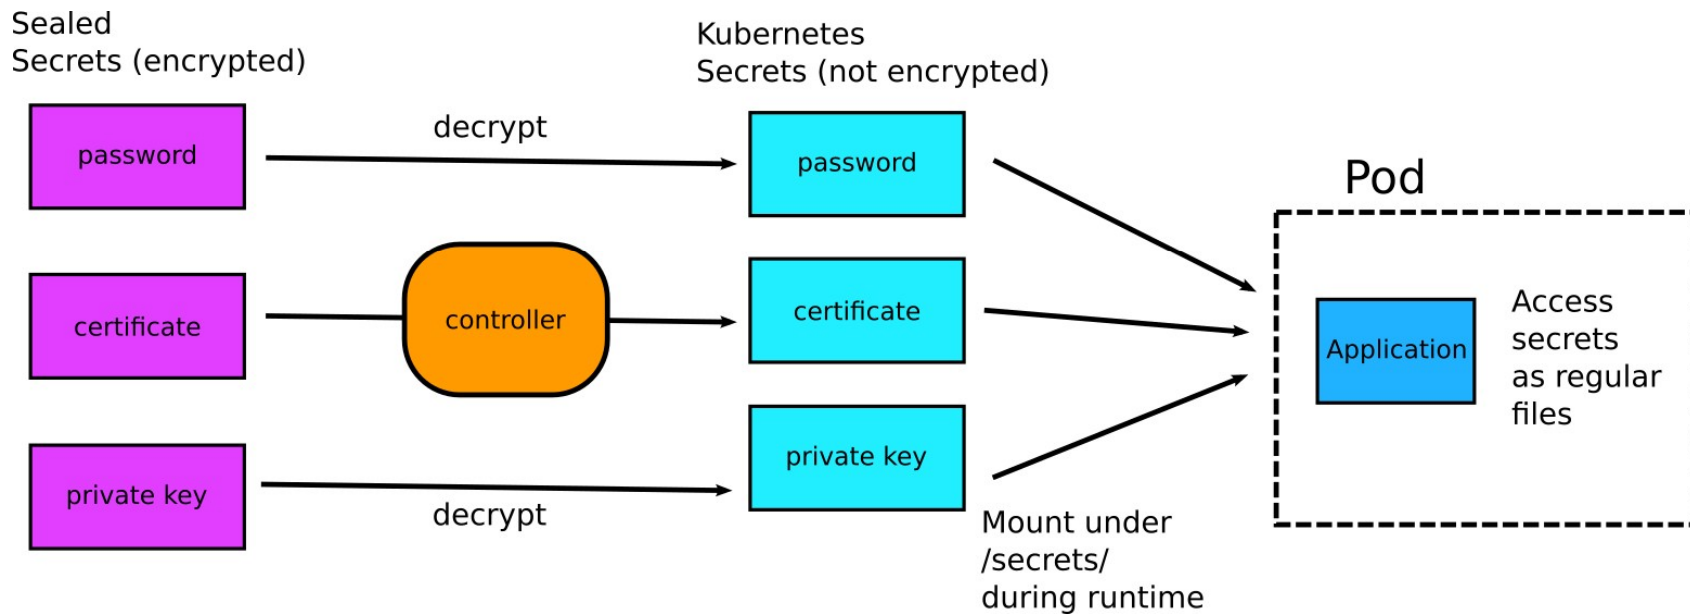 Sealed
Secrets (encrypted)
password
certificate
private key
decrypt
controller
decrypt
Kubernetes
Secrets (not encrypted)
password
certificate
private key
Mount under
/secrets/
during runtime
Pod
Application
Access
secrets
as regular
files